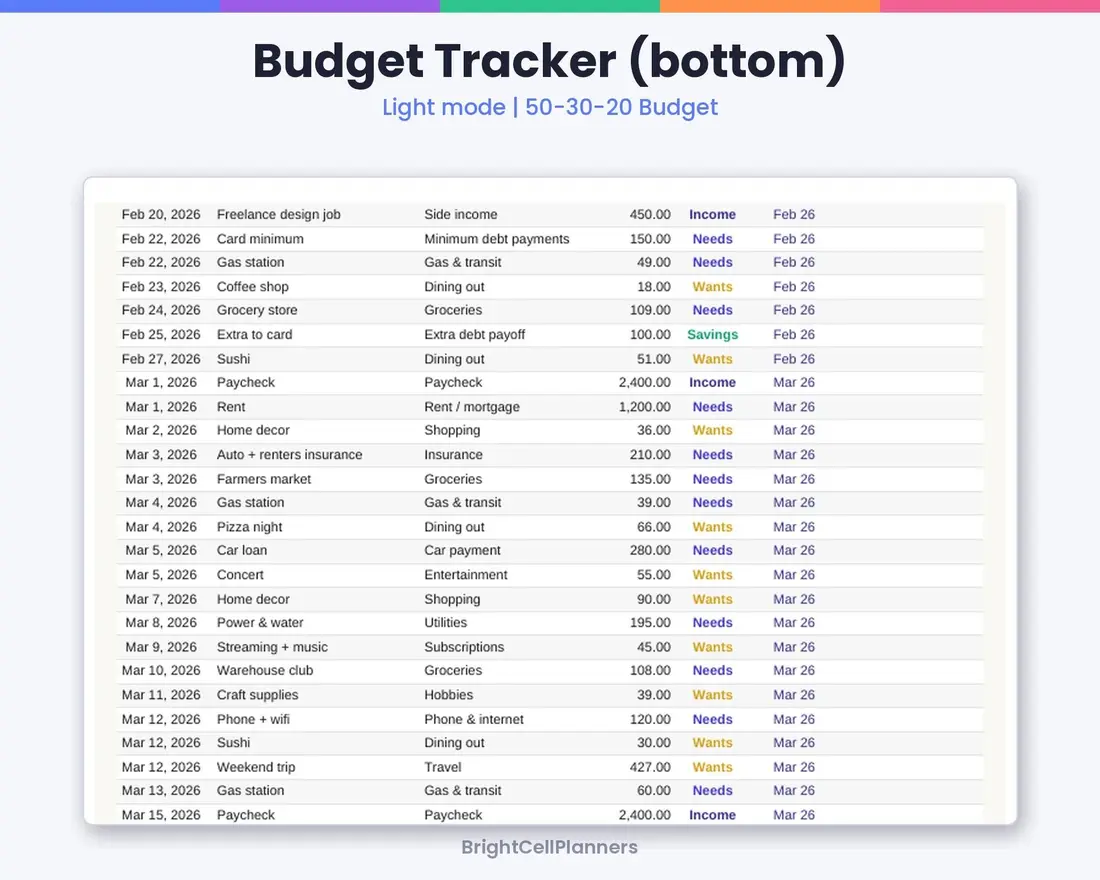 Budget Tracker (bottom)
Light mode | 50-30-20 Budget
Feb 20, 2026 Freelance design job Side income 450.00 Income Feb 26
Feb 22, 2026 Card minimum Minimum debt payments 150.00 Needs Feb 26
Feb 22, 2026 Gas station Gas & transit 49.00 Needs Feb 26
Feb 23, 2026 Coffee shop Dining out 18.00 Wants Feb 26
Feb 24, 2026 Grocery store Groceries 109.00 Needs Feb 26
Feb 25, 2026 Extra to card Extra debt payoff 100.00 Savings Feb 26
Feb 27, 2026 Sushi Dining out 51.00 Wants Feb 26
Mar 1, 2026 Paycheck Paycheck 2,400.00 Income Mar 26
Mar 1, 2026 Rent Rent / mortgage 1,200.00 Needs Mar 26
Mar 2, 2026 Home decor Shopping 36.00 Wants Mar 26
Mar 3, 2026 Auto + renters insurance Insurance 210.00 Needs Mar 26
Mar 3, 2026 Farmers market Groceries 135.00 Needs Mar 26
Mar 4, 2026 Gas station Gas & transit 39.00 Needs Mar 26
Mar 4, 2026 Pizza night Dining out 66.00 Wants Mar 26
Mar 5, 2026 Car loan Car payment 280.00 Needs Mar 26
Mar 5, 2026 Concert Entertainment 55.00 Wants Mar 26
Mar 7, 2026 Home decor Shopping 90.00 Wants Mar 26
Mar 8, 2026 Power & water Utilities 195.00 Needs Mar 26
Mar 9, 2026 Streaming + music Subscriptions 45.00 Wants Mar 26
Mar 10, 2026 Warehouse club Groceries 108.00 Needs Mar 26
Mar 11, 2026 Craft supplies Hobbies 39.00 Wants Mar 26
Mar 12, 2026 Phone + wifi Phone & internet 120.00 Needs Mar 26
Mar 12, 2026 Sushi Dining out 30.00 Wants Mar 26
Mar 12, 2026 Weekend trip Travel 427.00 Wants Mar 26
Mar 13, 2026 Gas station Gas & transit 60.00 Needs Mar 26
Mar 15, 2026 Paycheck Paycheck 2,400.00 Income Mar 26
BrightCellPlanners